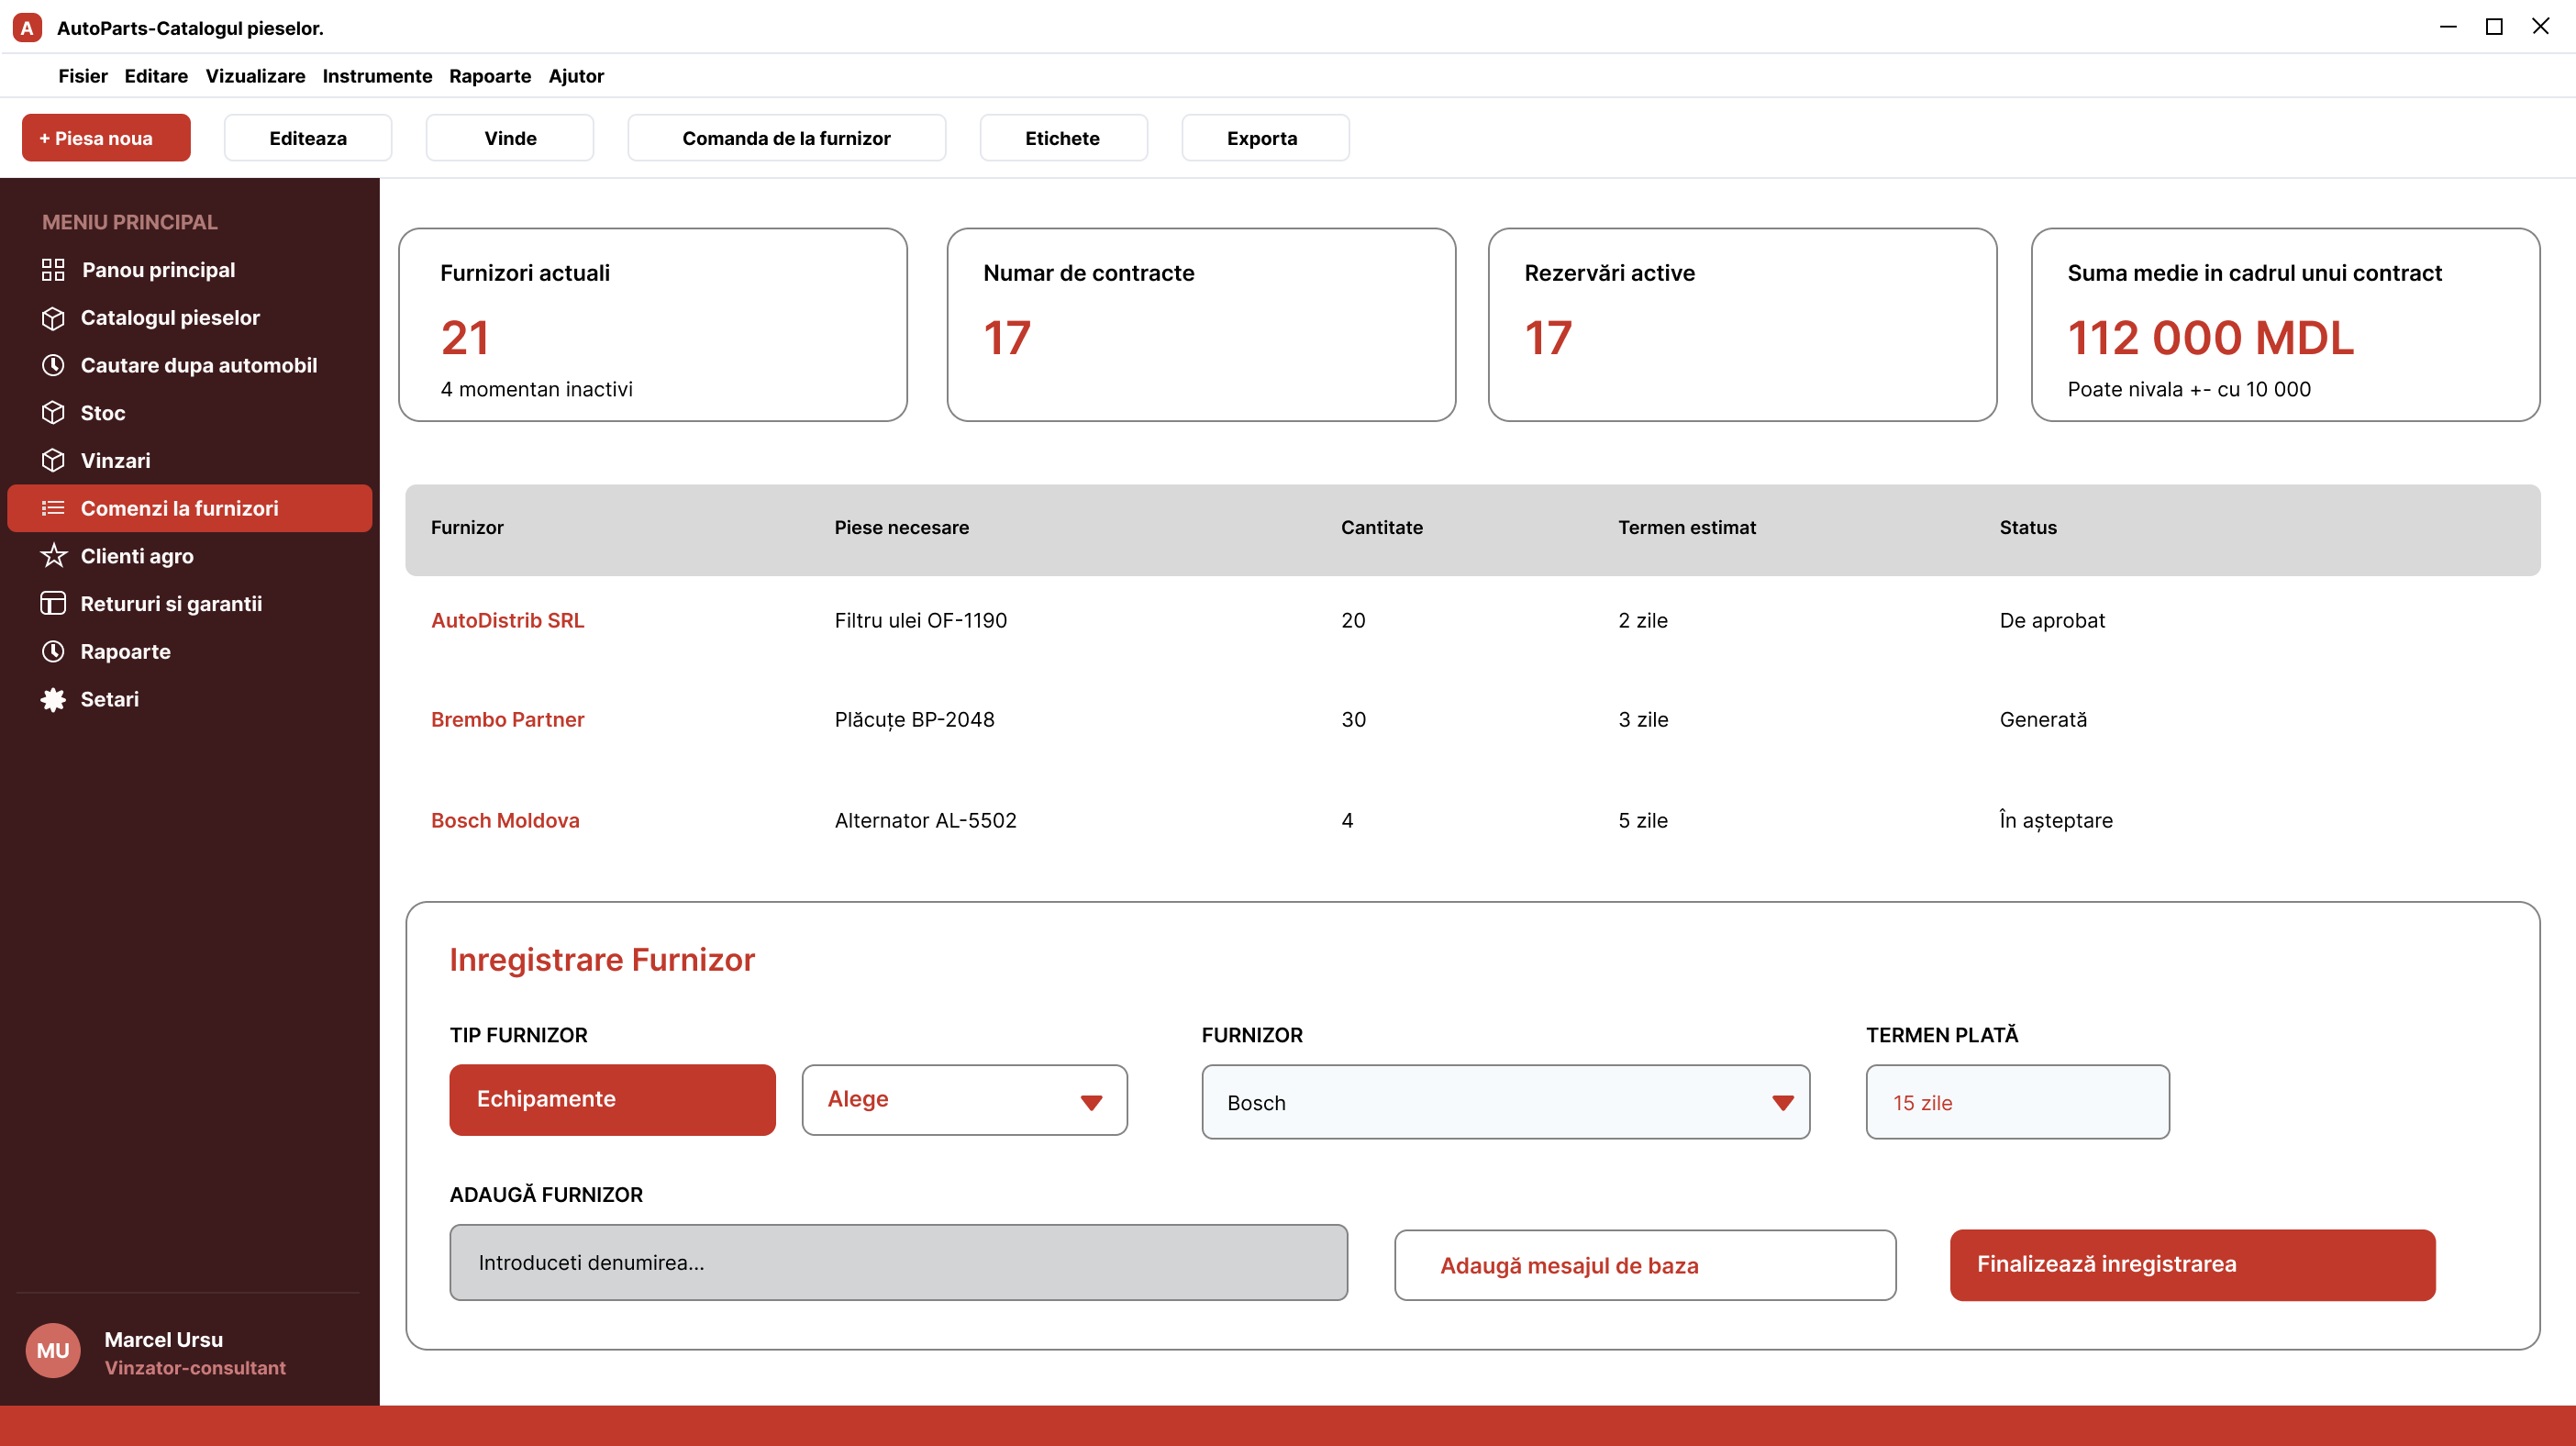 A AutoParts-Catalogul pieselor.
Fisier Editare Vizualizare Instrumente Rapoarte Ajutor
+ Piesa noua Editeaza Vinde Comanda de la furnizor Etichete Exporta
MENIU PRINCIPAL
Panou principal
Catalogul pieselor
Cautare dupa automobil
Stoc
Vinzari
Comenzi la furnizori
Clienti agro
Retururi si garantii
Rapoarte
Setari
MU Marcel Ursu
Vinzator-consultant
Furnizori actuali
21
4 momentan inactivi
Numar de contracte
17
Rezervări active
17
Suma medie in cadrul unui contract
112 000 MDL
Poate nivala +- cu 10 000
Furnizor Piese necesare Cantitate Termen estimat Status
AutoDistrib SRL Filtru ulei OF-1190 20 2 zile De aprobat
Brembo Partner Plăcuțe BP-2048 30 3 zile Generată
Bosch Moldova Alternator AL-5502 4 5 zile În așteptare
Inregistrare Furnizor
TIP FURNIZOR FURNIZOR TERMEN PLATĂ
Echipamente Alege Bosch 15 zile
ADAUGĂ FURNIZOR
Introduceti denumirea... Adaugă mesajul de baza Finalizează inregistrarea